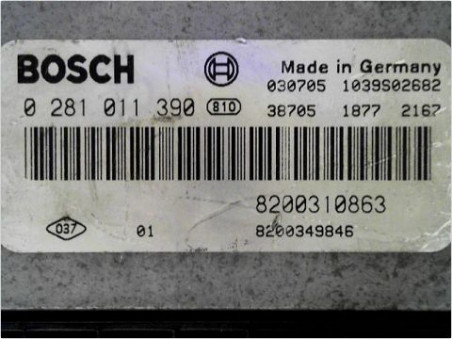 BOSCH Made in Germany
030705 1039S02682
0 281 011 390 810 38705 1877 2167
8200310863
037 01 8200349846